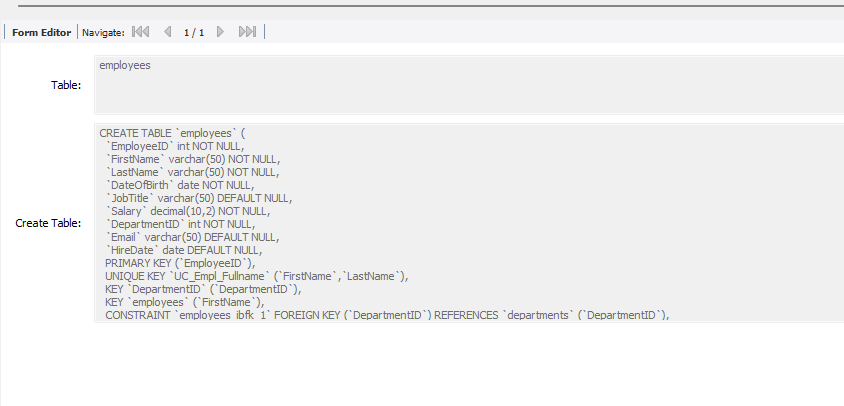 Form Editor Navigate: 1 / 1
Table:
employees
Create Table:
CREATE TABLE `employees` (
`EmployeeID` int NOT NULL,
`FirstName` varchar(50) NOT NULL,
`LastName` varchar(50) NOT NULL,
`DateOfBirth` date NOT NULL,
`JobTitle` varchar(50) DEFAULT NULL,
`Salary` decimal(10,2) NOT NULL,
`DepartmentID` int NOT NULL,
`Email` varchar(50) DEFAULT NULL,
`HireDate` date DEFAULT NULL,
PRIMARY KEY (`EmployeeID`),
UNIQUE KEY `UC_Empl_Fullname` (`FirstName`,`LastName`),
KEY `DepartmentID` (`DepartmentID`),
KEY `employees` (`FirstName`),
CONSTRAINT `employees_ibfk_1` FOREIGN KEY (`DepartmentID`) REFERENCES `departments` (`DepartmentID`),